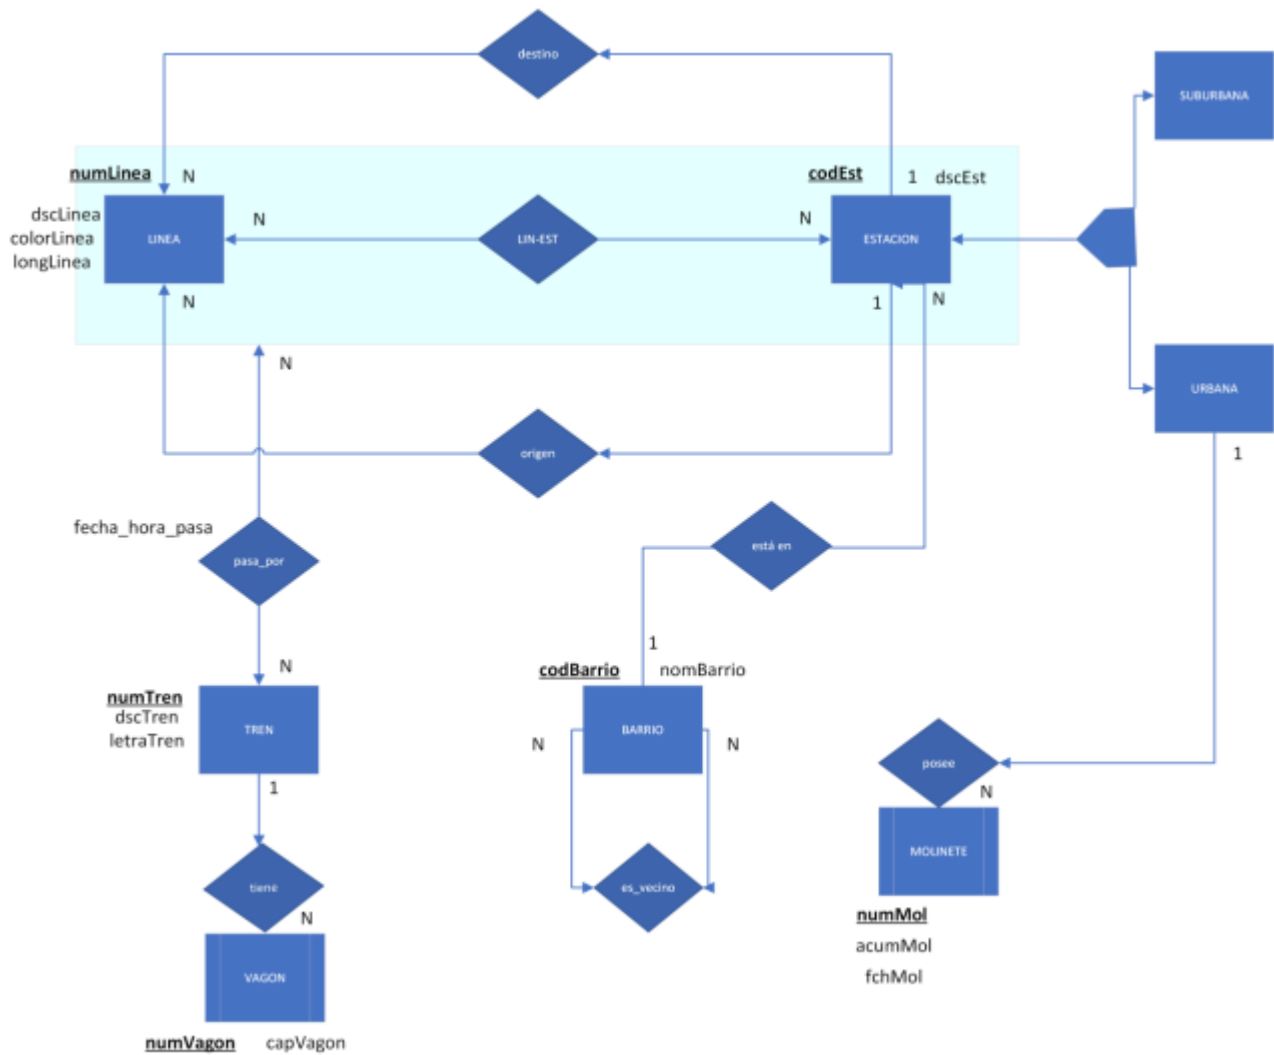 destino
SUBURBANA
numLinea
N
codEst
1 dscEst
dscLinea
colorLinea
longLinea
LINEA
N
LIN-EST
N
ESTACION
N
1
N
N
URBANA
1
origen
fecha_hora_pasa
pasa_por
está en
N
1
codBarrio nomBarrio
numTren
dscTren
letraTren
TREN
N
BARRIO
N
posee
1
N
MOLINETE
tiene
es_vecino
N
numMol
acumMol
fchMol
VAGON
numVagon capVagon